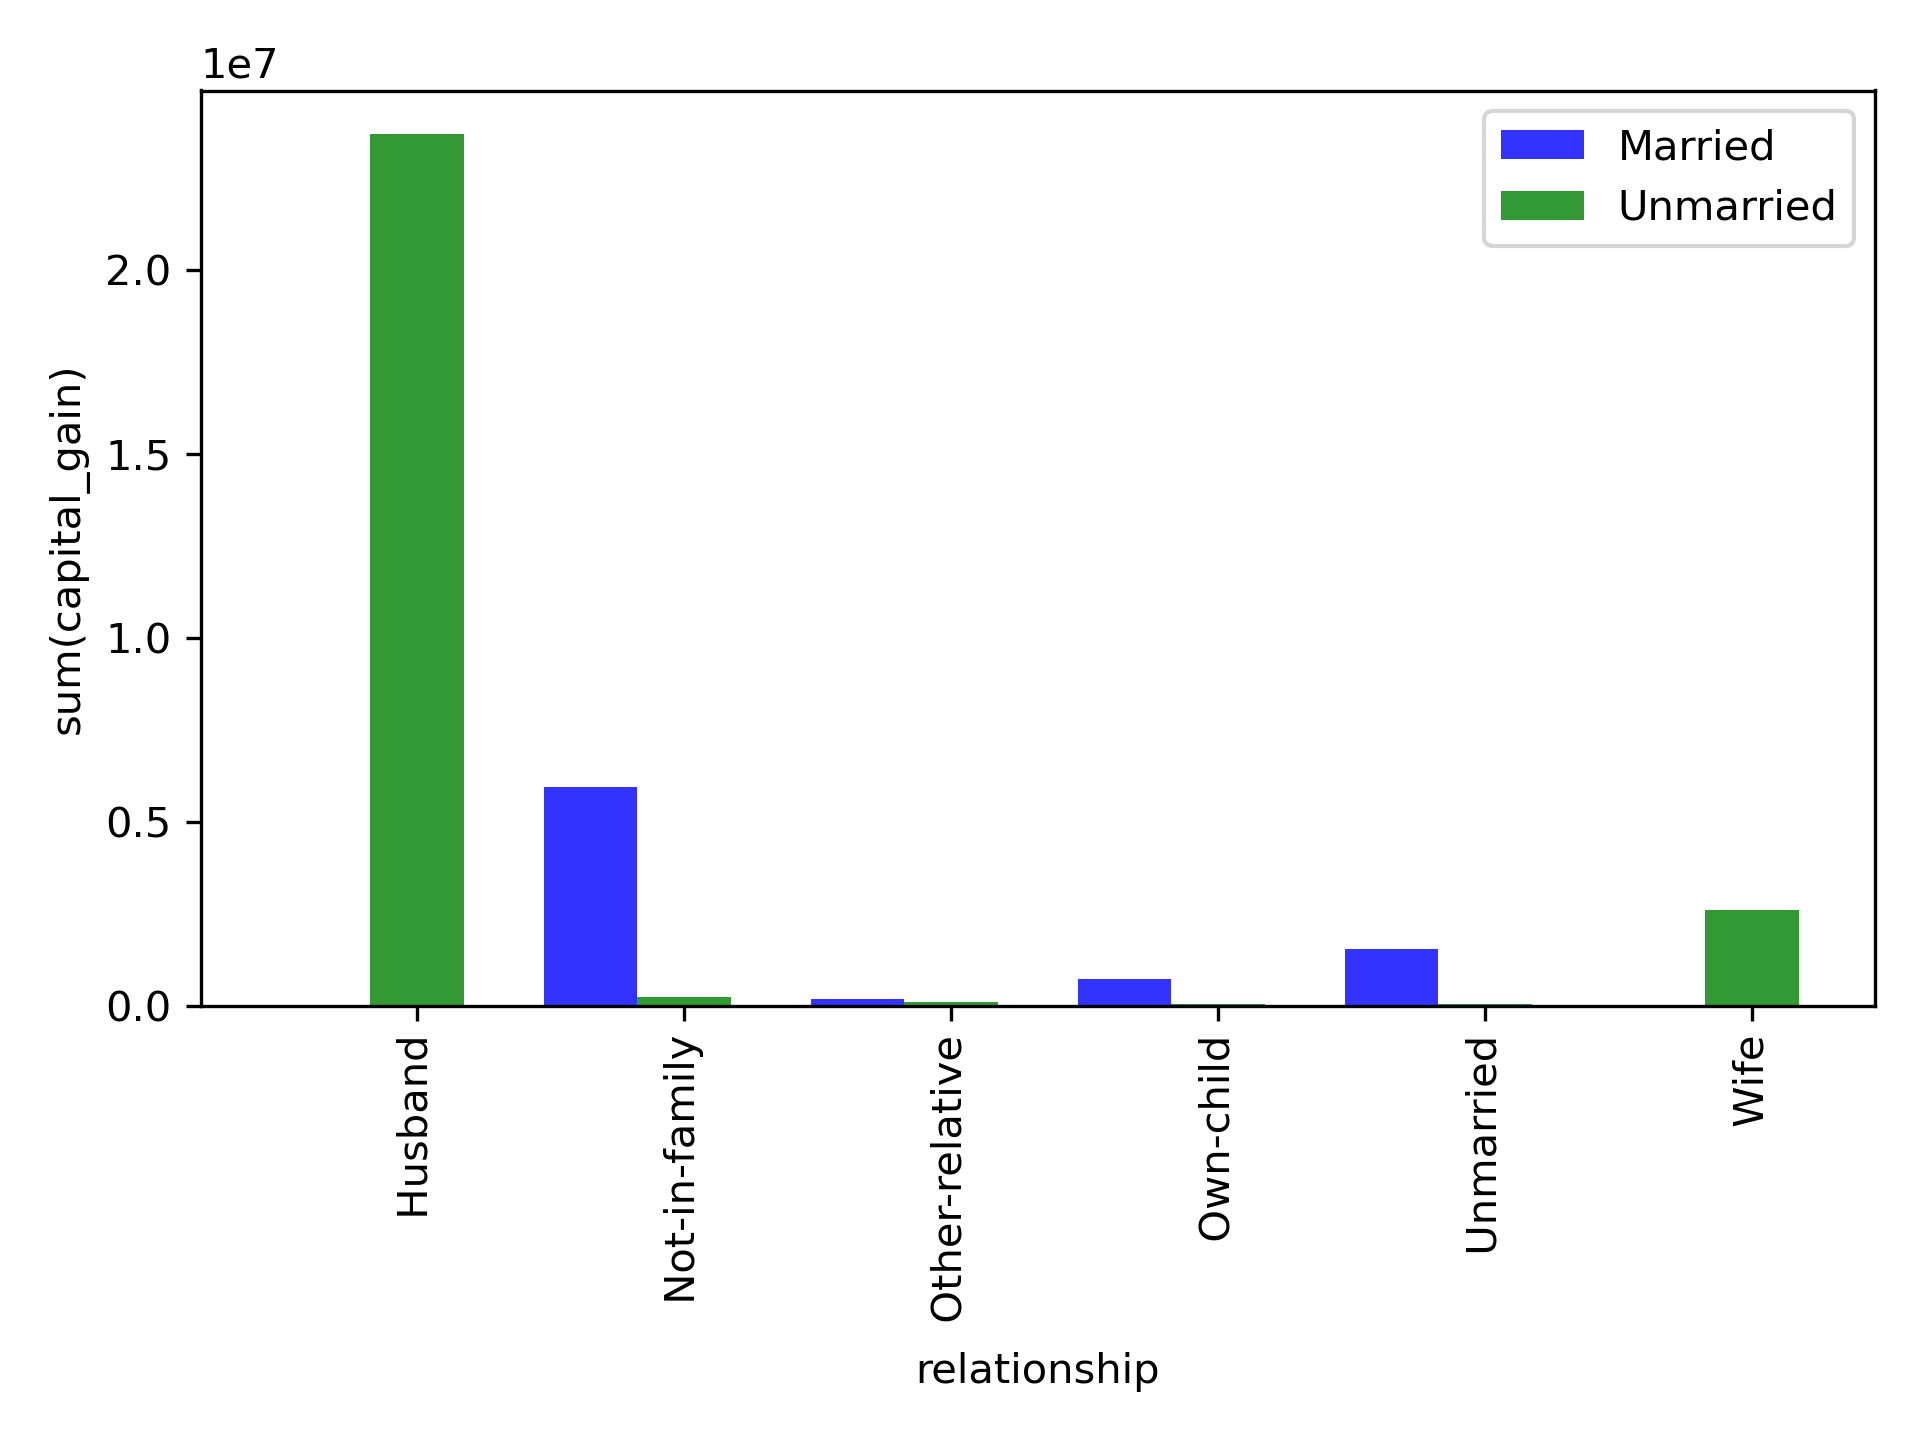 1e7
Married
Unmarried
2.0
1.5
1.0
0.5
0.0
sum(capital_gain)
Husband
Not-in-family
Other-relative
Own-child
Unmarried
Wife
relationship